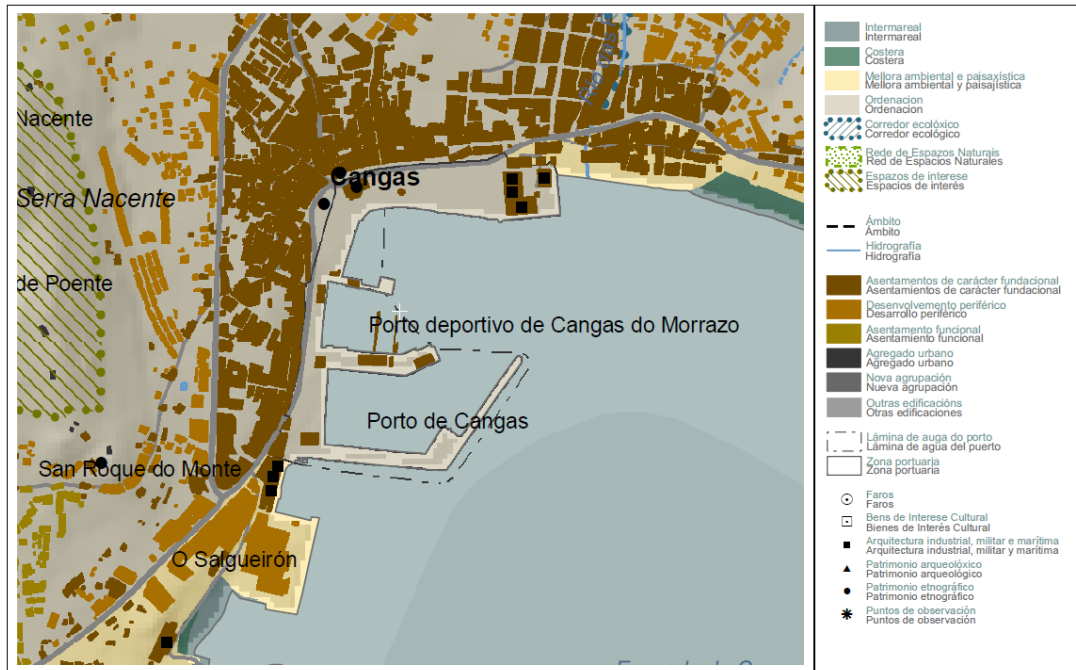 Nacente
Río das
Cangas
Serra Nacente
de Poente
Porto deportivo de Cangas do Morrazo
Porto de Cangas
San Roque do Monte
O Salgueirón
Intermareal
Intermareal
Costera
Costera
Mellora ambiental e paisaxística
Mellora ambiental y paisajística
Ordenacion
Ordenacion
Corredor ecolóxico
Corredor ecológico
Rede de Espazos Naturais
Red de Espacios Naturales
Espazos de interese
Espacios de interés
Ámbito
Ámbito
Hidrografía
Hidrografía
Asentamentos de carácter fundacional
Asentamientos de carácter fundacional
Desenvolvemento periférico
Desarrollo periférico
Asentamento funcional
Asentamiento funcional
Agregado urbano
Agregado urbano
Nova agrupación
Nueva agrupación
Outras edificacións
Otras edificaciones
Lámina de auga do porto
Lámina de agua del puerto
Zona portuaria
Zona portuaria
Faros
Faros
Bens de Interese Cultural
Bienes de Interés Cultural
Arquitectura industrial, militar e marítima
Arquitectura industrial, militar y marítima
Patrimonio arqueolóxico
Patrimonio arqueológico
Patrimonio etnográfico
Patrimonio etnográfico
Puntos de observación
Puntos de observación